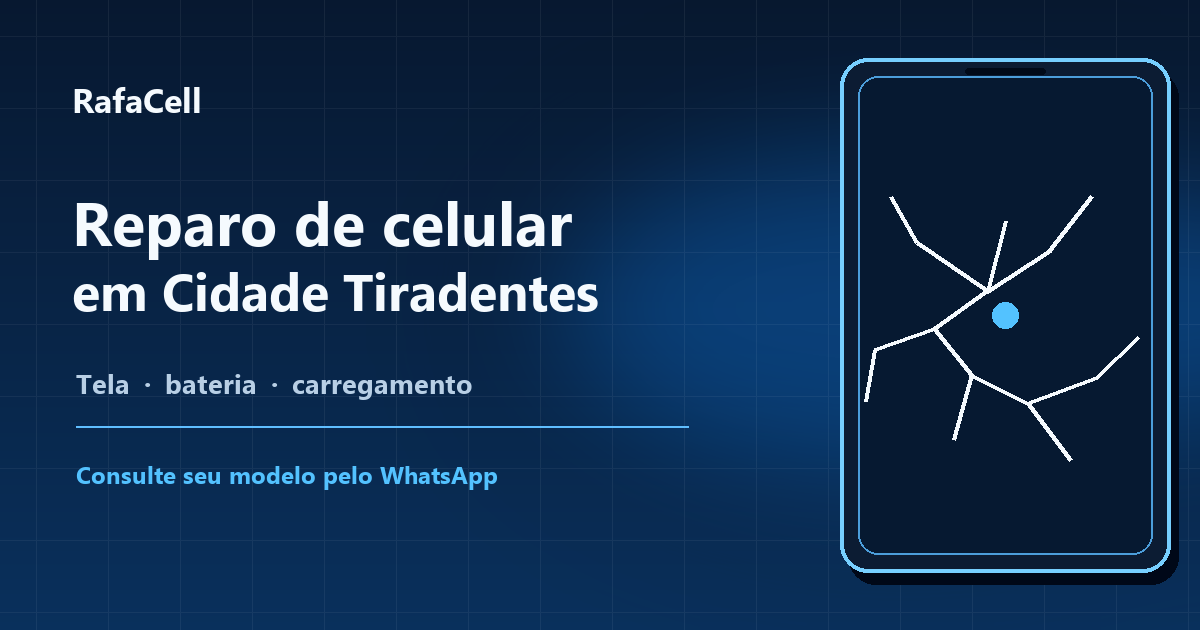 RafaCell
Reparo de celular
em Cidade Tiradentes
Tela · bateria · carregamento
Consulte seu modelo pelo WhatsApp